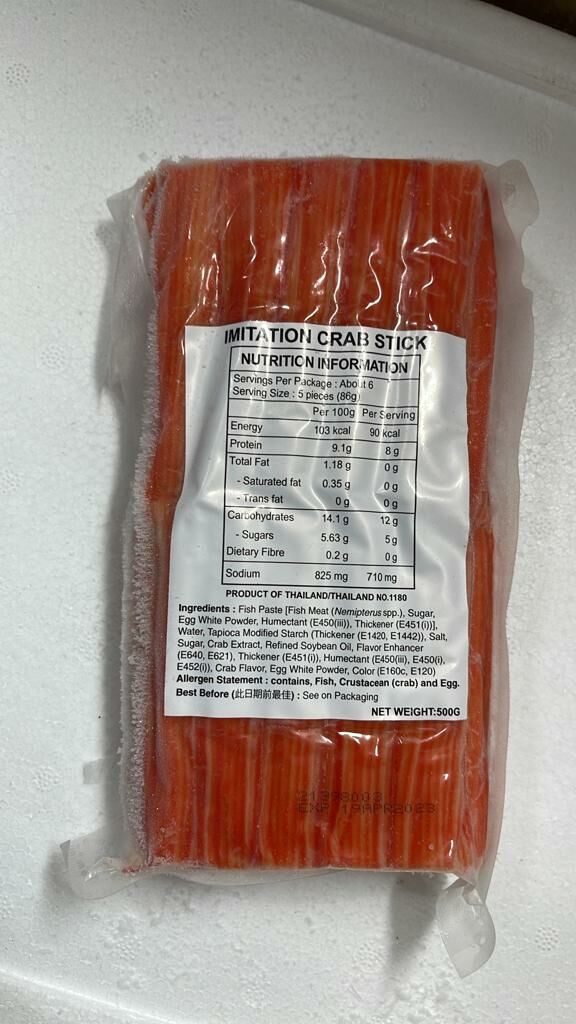 IMITATION CRAB STICK
NUTRITION INFORMATION
Servings Per Package : About 6
Serving Size : 5 pieces (86g)
Per 100g Per Serving
Energy 103 kcal 90 kcal
Protein 9.1g 8 g
Total Fat 1.18 g 0 g
- Saturated fat 0.35 g 0 g
- Trans fat 0 g 0 g
Carbohydrates 14.1 g 12 g
- Sugars 5.63 g 5 g
Dietary Fibre 0.2 g 0 g
Sodium 825 mg 710 mg
PRODUCT OF THAILAND/THAILAND NO.1180
Ingredients : Fish Paste [Fish Meat (Nemipterus spp.), Sugar,
Egg White Powder, Humectant (E450(iii)), Thickener (E451(i))],
Water, Tapioca Modified Starch (Thickener (E1420, E1442)), Salt,
Sugar, Crab Extract, Refined Soybean Oil, Flavor Enhancer
(E640, E621), Thickener (E451(i)), Humectant (E450(iii), E450(i),
E452(i)), Crab Flavor, Egg White Powder, Color (E160c, E120)
Allergen Statement : contains, Fish, Crustacean (crab) and Egg.
Best Before (此日期前最佳) : See on Packaging
NET WEIGHT:500G
EXP 19APR2023